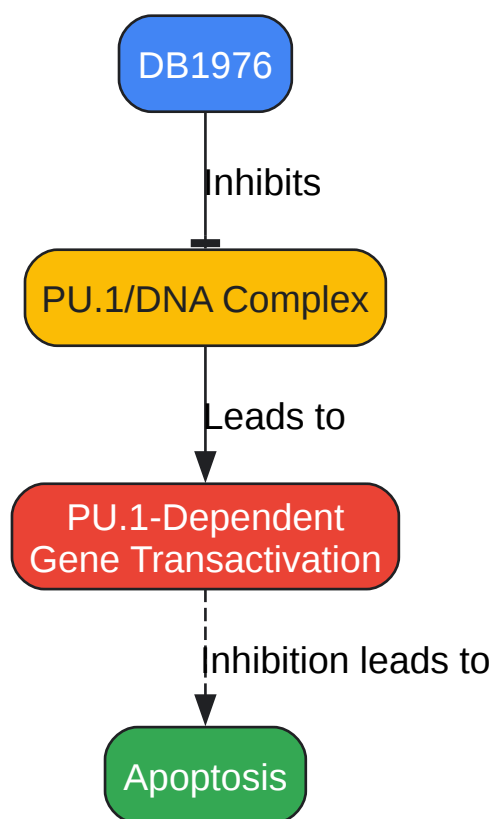 DB1976
Inhibits
PU.1/DNA Complex
Leads to
PU.1-Dependent
Gene Transactivation
Inhibition leads to
Apoptosis